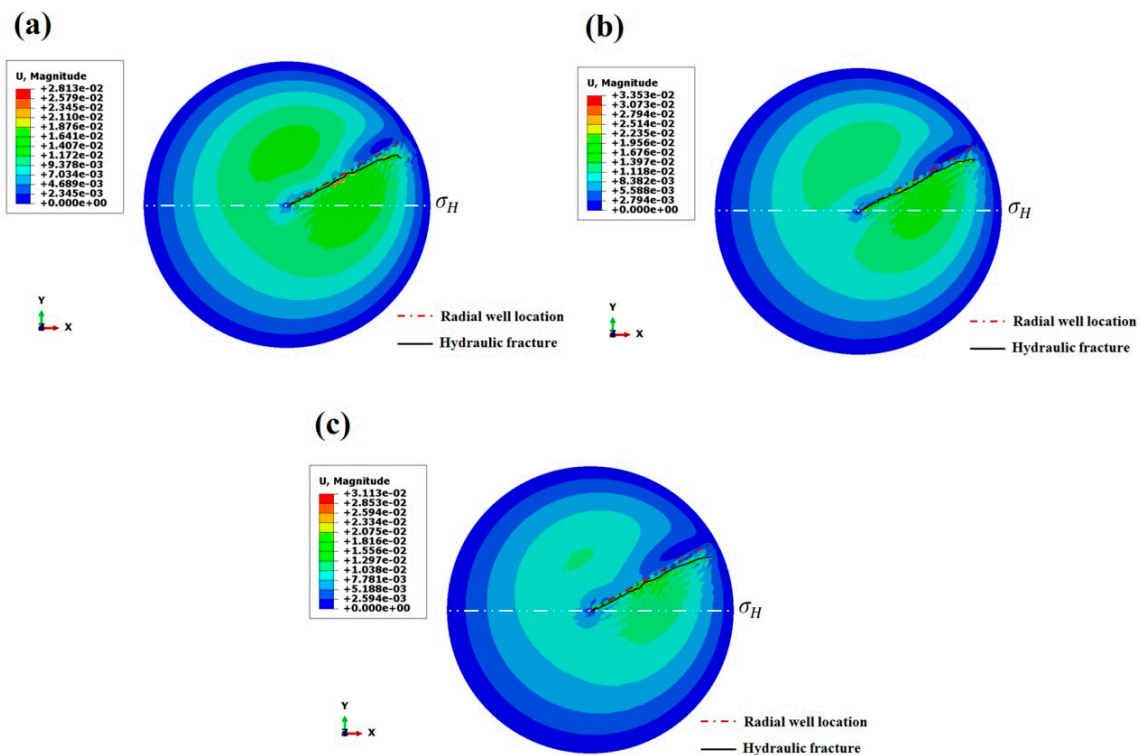 (a)
U, Magnitude
+2.813e-02
+2.579e-02
+2.345e-02
+2.110e-02
+1.876e-02
+1.641e-02
+1.407e-02
+1.172e-02
+9.378e-03
+7.034e-03
+4.689e-03
+2.345e-03
+0.000e+00
σH
Y
Z
X
Radial well location
Hydraulic fracture
(b)
U, Magnitude
+3.353e-02
+3.073e-02
+2.794e-02
+2.514e-02
+2.235e-02
+1.956e-02
+1.676e-02
+1.397e-02
+1.118e-02
+8.382e-03
+5.588e-03
+2.794e-03
+0.000e+00
σH
Y
Z
X
Radial well location
Hydraulic fracture
(c)
U, Magnitude
+3.113e-02
+2.853e-02
+2.594e-02
+2.334e-02
+2.075e-02
+1.816e-02
+1.556e-02
+1.297e-02
+1.038e-02
+7.781e-03
+5.188e-03
+2.594e-03
+0.000e+00
σH
Y
Z
X
Radial well location
Hydraulic fracture